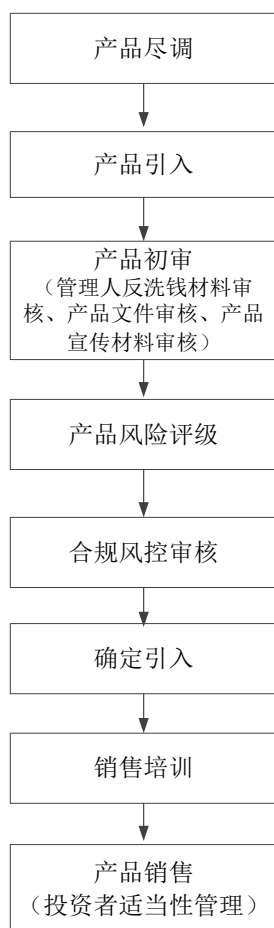 产品尽调
产品引入
产品初审
（管理人反洗钱材料审
核、产品文件审核、产品
宣传材料审核）
产品风险评级
合规风控审核
确定引入
销售培训
产品销售
（投资者适当性管理）